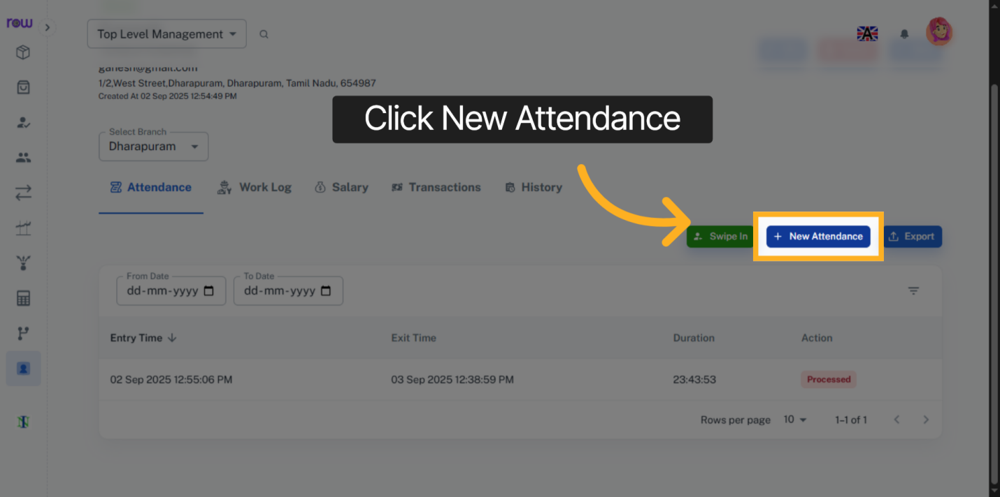 row
Top Level Management
ganesh@gmail.com
1/2,West Street,Dharapuram, Dharapuram, Tamil Nadu, 654987
Created At 02 Sep 2025 12:54:49 PM
Click New Attendance
Select Branch
Dharapuram
Attendance Work Log Salary Transactions History
Swipe In + New Attendance Export
From Date To Date
dd-mm-yyyy dd-mm-yyyy
Entry Time Exit Time Duration Action
02 Sep 2025 12:55:06 PM 03 Sep 2025 12:38:59 PM 23:43:53 Processed
Rows per page 10 1–1 of 1